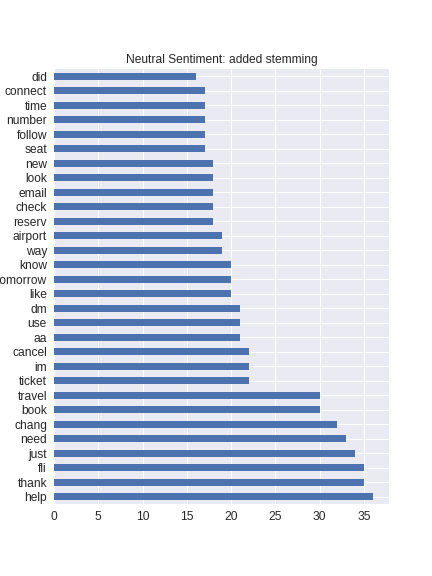 Neutral Sentiment: added stemming
did
connect
time
number
follow
seat
new
look
email
check
reserv
airport
way
know
omorrow
like
dm
use
aa
cancel
im
ticket
travel
book
chang
need
just
fli
thank
help
0 5 10 15 20 25 30 35